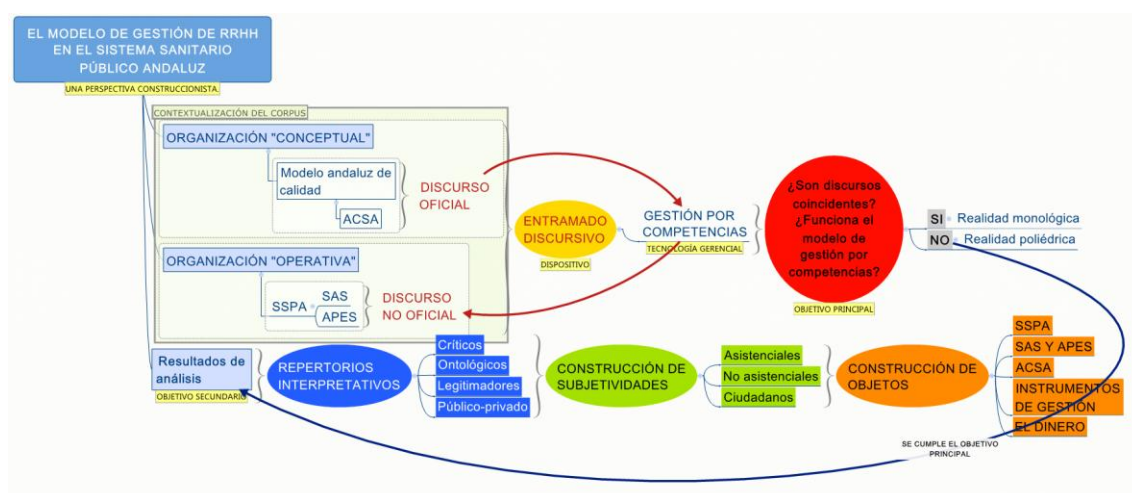 EL MODELO DE GESTIÓN DE RRHH
EN EL SISTEMA SANITARIO
PÚBLICO ANDALUZ
UNA PERSPECTIVA CONSTRUCCIONISTA.
CONTEXTUALIZACIÓN DEL CORPUS
ORGANIZACIÓN "CONCEPTUAL"
Modelo andaluz de
calidad
ACSA
DISCURSO
OFICIAL
ORGANIZACIÓN "OPERATIVA"
SSPA
SAS
APES
DISCURSO
NO OFICIAL
ENTRAMADO
DISCURSIVO
DISPOSITIVO
GESTIÓN POR
COMPETENCIAS
TECNOLOGÍA GERENCIAL
¿Son discursos
coincidentes?
¿Funciona el
modelo de
gestión por
competencias?
OBJETIVO PRINCIPAL
SI
Realidad monológica
NO
Realidad poliédrica
Resultados de
análisis
OBJETIVO SECUNDARIO
REPERTORIOS
INTERPRETATIVOS
Críticos
Ontológicos
Legitimadores
Público-privado
CONSTRUCCIÓN DE
SUBJETIVIDADES
Asistenciales
No asistenciales
Ciudadanos
CONSTRUCCIÓN DE
OBJETOS
SSPA
SAS Y APES
ACSA
INSTRUMENTOS
DE GESTIÓN
EL DINERO
SE CUMPLE EL OBJETIVO
PRINCIPAL